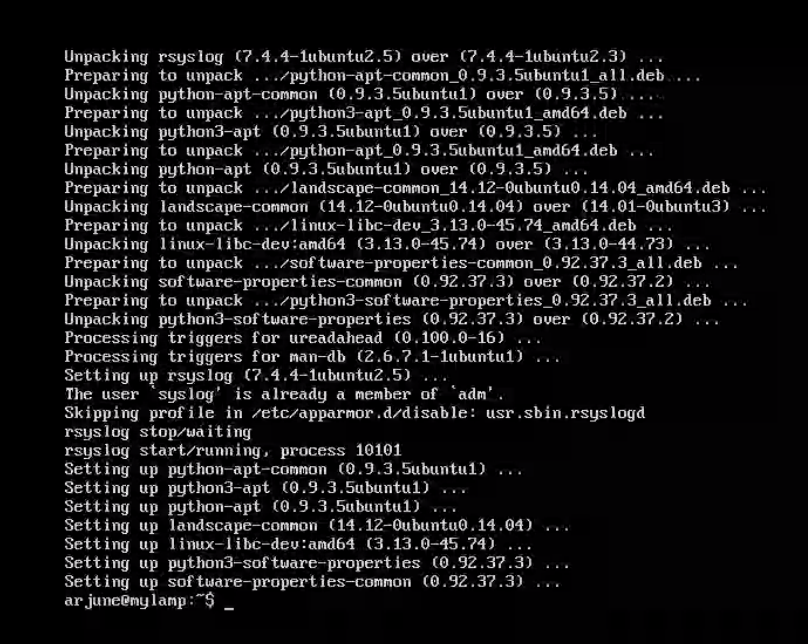 Unpacking rsyslog (7.4.4-1ubuntu2.5) over (7.4.4-1ubuntu2.3) ...
Preparing to unpack .../python-apt-common_0.9.3.5ubuntu1_all.deb ...
Unpacking python-apt-common (0.9.3.5ubuntu1) over (0.9.3.5) ...
Preparing to unpack .../python3-apt_0.9.3.5ubuntu1_amd64.deb ...
Unpacking python3-apt (0.9.3.5ubuntu1) over (0.9.3.5) ...
Preparing to unpack .../python-apt_0.9.3.5ubuntu1_amd64.deb ...
Unpacking python-apt (0.9.3.5ubuntu1) over (0.9.3.5) ...
Preparing to unpack .../landscape-common_14.12-0ubuntu0.14.04_amd64.deb ...
Unpacking landscape-common (14.12-0ubuntu0.14.04) over (14.01-0ubuntu3) ...
Preparing to unpack .../linux-libc-dev_3.13.0-45.74_amd64.deb ...
Unpacking linux-libc-dev:amd64 (3.13.0-45.74) over (3.13.0-44.73) ...
Preparing to unpack .../software-properties-common_0.92.37.3_all.deb ...
Unpacking software-properties-common (0.92.37.3) over (0.92.37.2) ...
Preparing to unpack .../python3-software-properties_0.92.37.3_all.deb ...
Unpacking python3-software-properties (0.92.37.3) over (0.92.37.2) ...
Processing triggers for ureadahead (0.100.0-16) ...
Processing triggers for man-db (2.6.7.1-1ubuntu1) ...
Setting up rsyslog (7.4.4-1ubuntu2.5) ...
The user `syslog' is already a member of `adm'.
Skipping profile in /etc/apparmor.d/disable: usr.sbin.rsyslogd
rsyslog stop/waiting
rsyslog start/running, process 10101
Setting up python-apt-common (0.9.3.5ubuntu1) ...
Setting up python3-apt (0.9.3.5ubuntu1) ...
Setting up python-apt (0.9.3.5ubuntu1) ...
Setting up landscape-common (14.12-0ubuntu0.14.04) ...
Setting up linux-libc-dev:amd64 (3.13.0-45.74) ...
Setting up python3-software-properties (0.92.37.3) ...
Setting up software-properties-common (0.92.37.3) ...
arjune@mylamp:~$ _